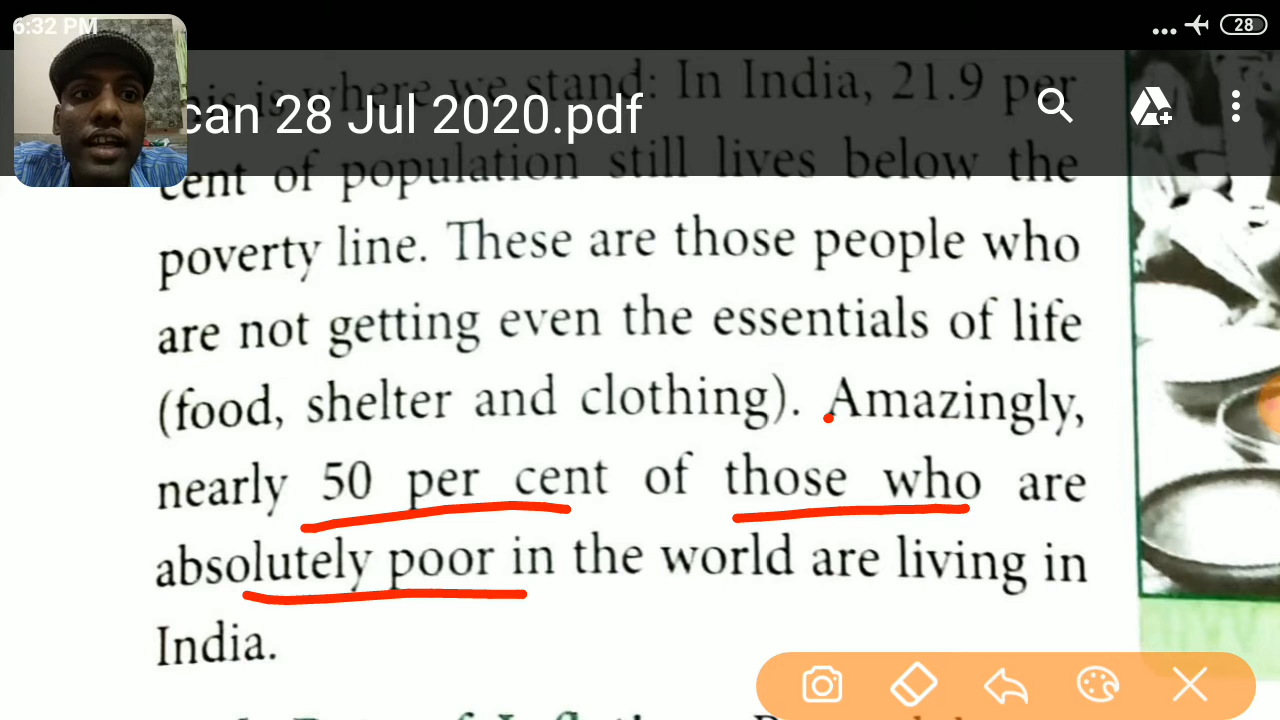 6:32 PM
28
can 28 Jul 2020.pdf
is is where we stand: In India, 21.9 per
cent of population still lives below the
poverty line. These are those people who
are not getting even the essentials of life
(food, shelter and clothing). Amazingly,
nearly 50 per cent of those who are
absolutely poor in the world are living in
India.